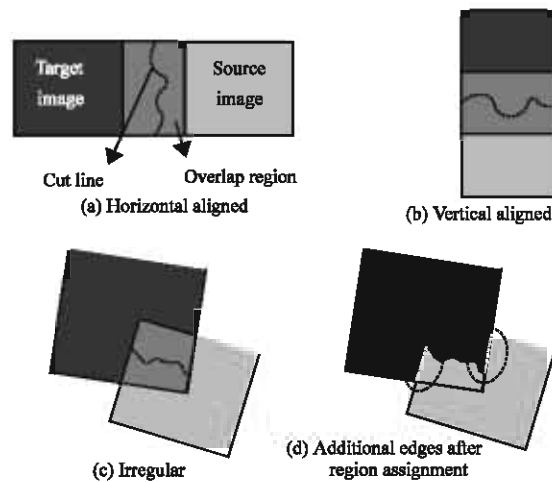 Target
image
Source
image
Cut line
Overlap region
(a) Horizontal aligned
(b) Vertical aligned
(c) Irregular
(d) Additional edges after
region assignment